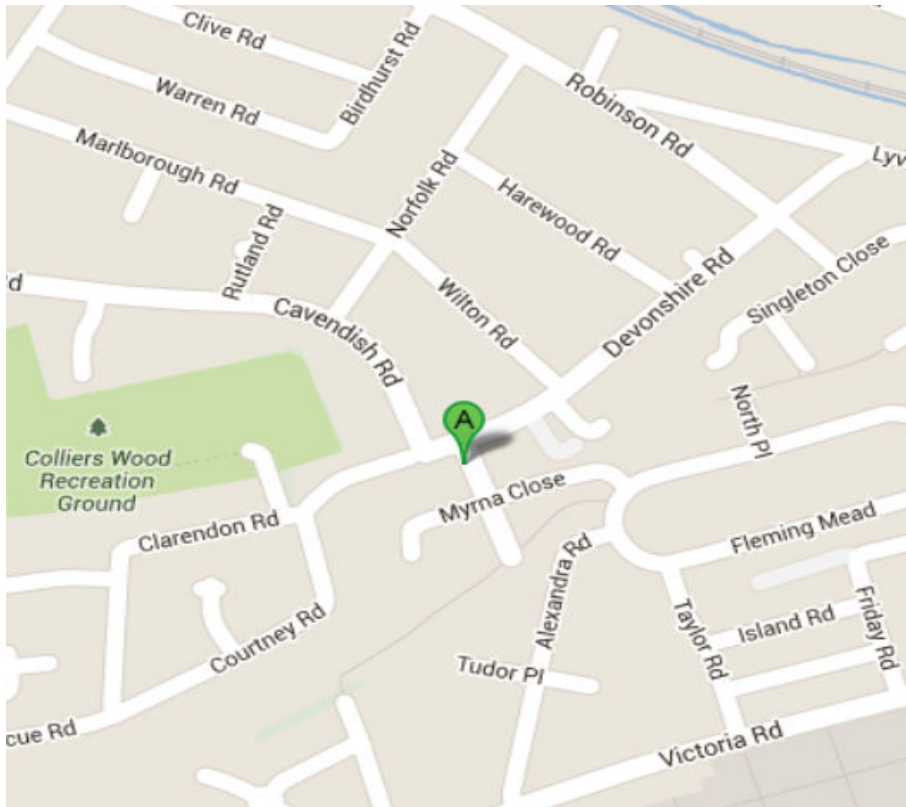 Clive Rd
Birdhurst Rd
Warren Rd
Robinson Rd
Marlborough Rd
Lyv
Norfolk Rd
Harewood Rd
Rutland Rd
Singleton Close
Devonshire Rd
Wilton Rd
rd
Cavendish Rd
A
North Pl
Colliers Wood
Recreation
Ground
Myrna Close
Clarendon Rd
Fleming Mead
Alexandra Rd
Taylor Rd
Friday Rd
Island Rd
Courtney Rd
Tudor Pl
cue Rd
Victoria Rd